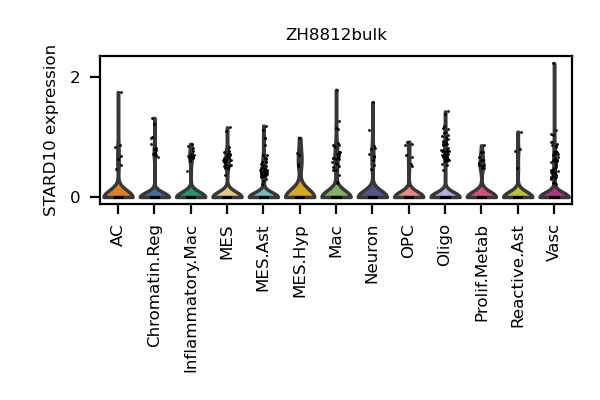 ZH8812bulk
STARD10 expression
2
0
AC
Chromatin.Reg
Inflammatory.Mac
MES
MES.Ast
MES.Hyp
Mac
Neuron
OPC
Oligo
Prolif.Metab
Reactive.Ast
Vasc